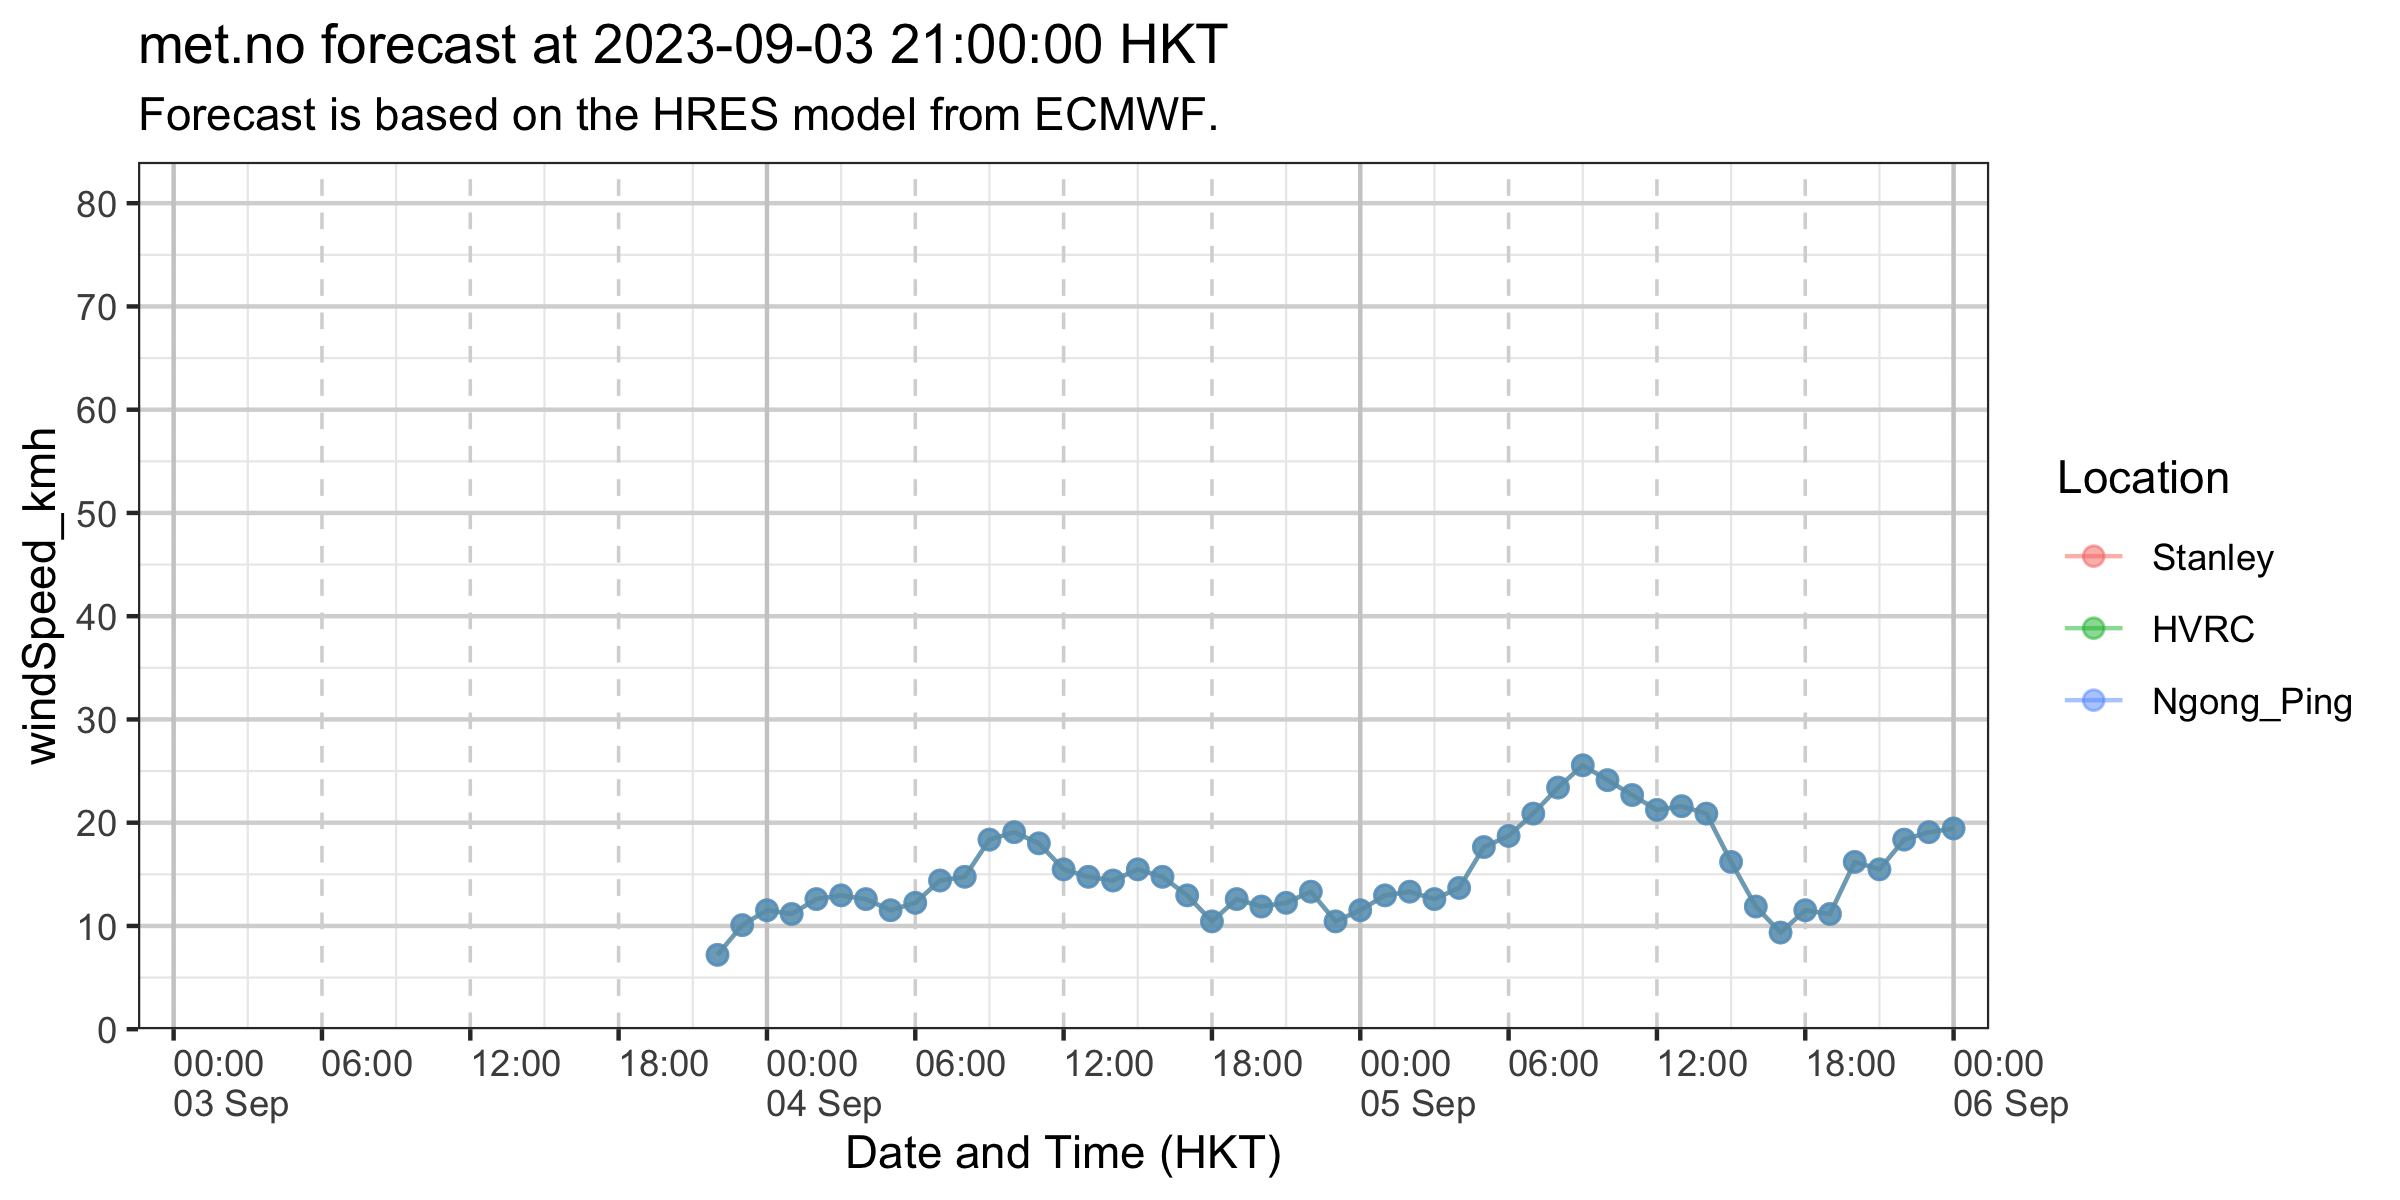 met.no forecast at 2023-09-03 21:00:00 HKT
Forecast is based on the HRES model from ECMWF.
windSpeed_kmh
80
70
60
50
40
30
20
10
0
00:00 06:00 12:00 18:00 00:00 06:00 12:00 18:00 00:00 06:00 12:00 18:00 00:00
03 Sep 04 Sep 05 Sep 06 Sep
Date and Time (HKT)
Location
Stanley
HVRC
Ngong_Ping